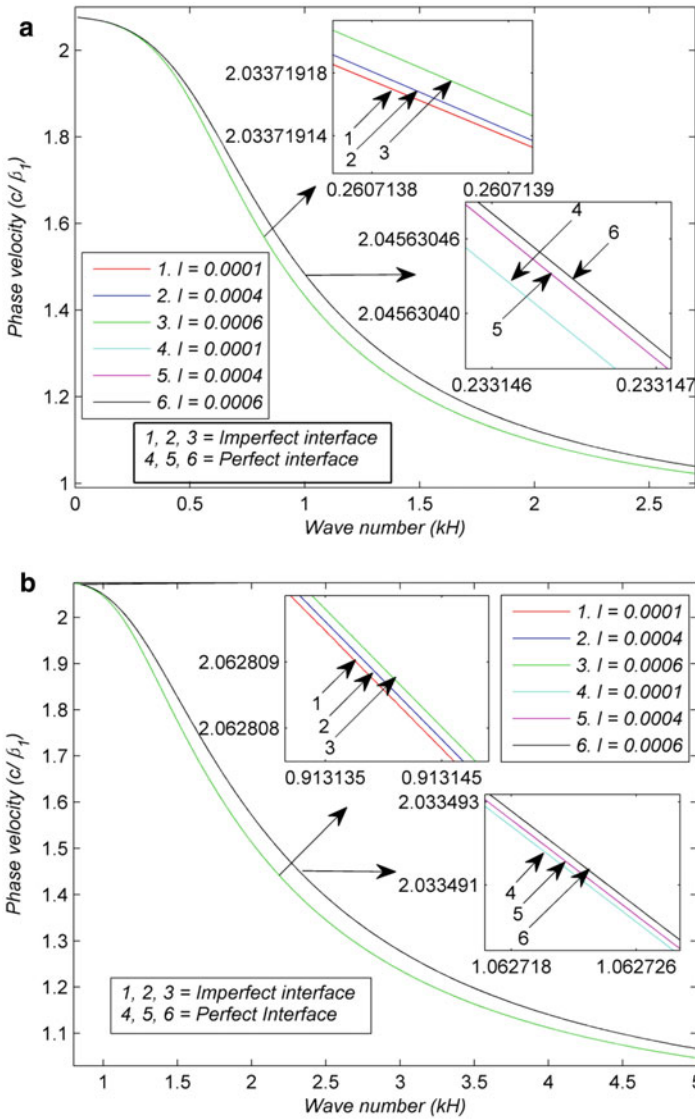 a
Phase velocity (c/β1)
2
1.8
1.6
1.4
1.2
1
0
0.5
1
1.5
2
2.5
Wave number (kH)
2.03371918
2.03371914
0.2607138
0.2607139
1
2
3
2.04563046
2.04563040
0.233146
0.233147
4
5
6
1. l = 0.0001
2. l = 0.0004
3. l = 0.0006
4. l = 0.0001
5. l = 0.0004
6. l = 0.0006
1, 2, 3 = Imperfect interface
4, 5, 6 = Perfect interface
b
Phase velocity (c/β1)
2
1.9
1.8
1.7
1.6
1.5
1.4
1.3
1.2
1.1
1
1.5
2
2.5
3
3.5
4
4.5
5
Wave number (kH)
2.062809
2.062808
0.913135
0.913145
1
2
3
1. l = 0.0001
2. l = 0.0004
3. l = 0.0006
4. l = 0.0001
5. l = 0.0004
6. l = 0.0006
2.033493
2.033491
1.062718
1.062726
4
5
6
1, 2, 3 = Imperfect interface
4, 5, 6 = Perfect Interface